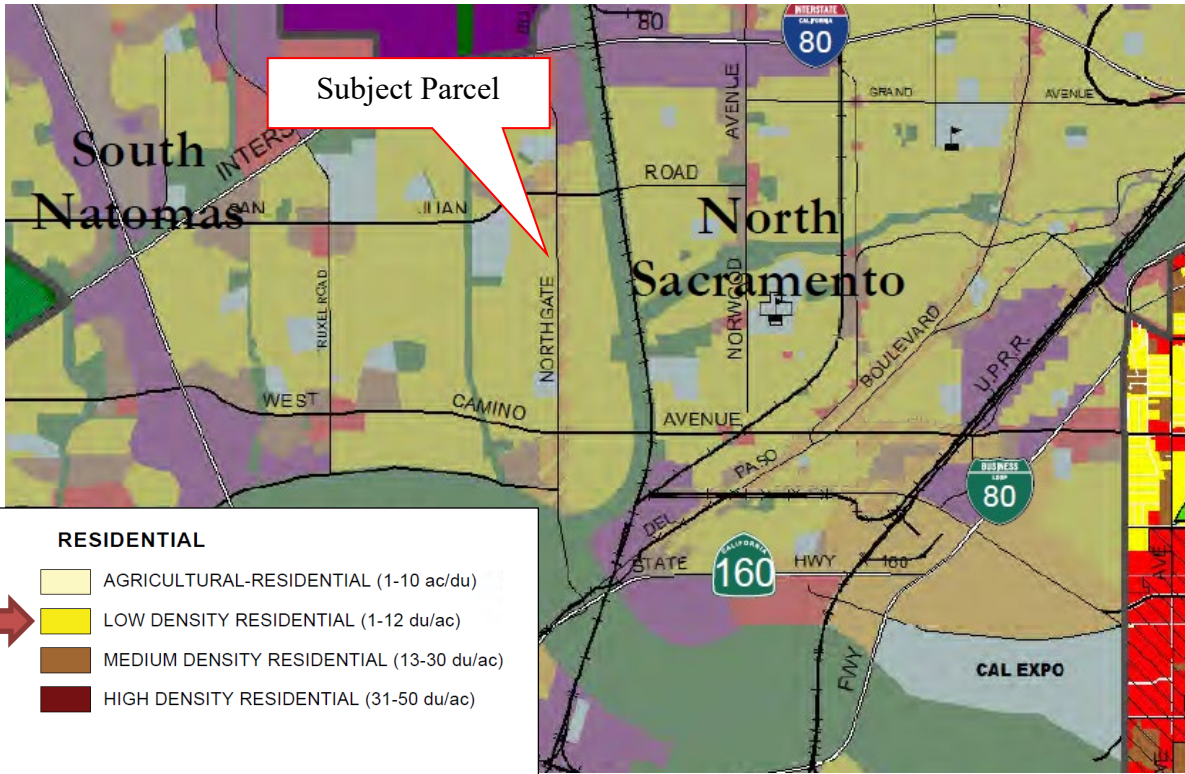 80
80
INTERSTATE
CALIFORNIA
80
Subject Parcel
AVENUE
GRAND
AVENUE
South
Natomas
INTERS
ROAD
SAN
JUAN
North
Sacramento
TRUXEL ROAD
NORTHGATE
NORWOOD
BOULEVARD
U.P.R.R.
WEST
CAMINO
AVENUE
PASO
DEL
BUSINESS
LOOP
80
STATE
CALIFORNIA
160
HWY
160
AVE
FWY
CAL EXPO
AVE
RESIDENTIAL
AGRICULTURAL-RESIDENTIAL (1-10 ac/du)
LOW DENSITY RESIDENTIAL (1-12 du/ac)
MEDIUM DENSITY RESIDENTIAL (13-30 du/ac)
HIGH DENSITY RESIDENTIAL (31-50 du/ac)